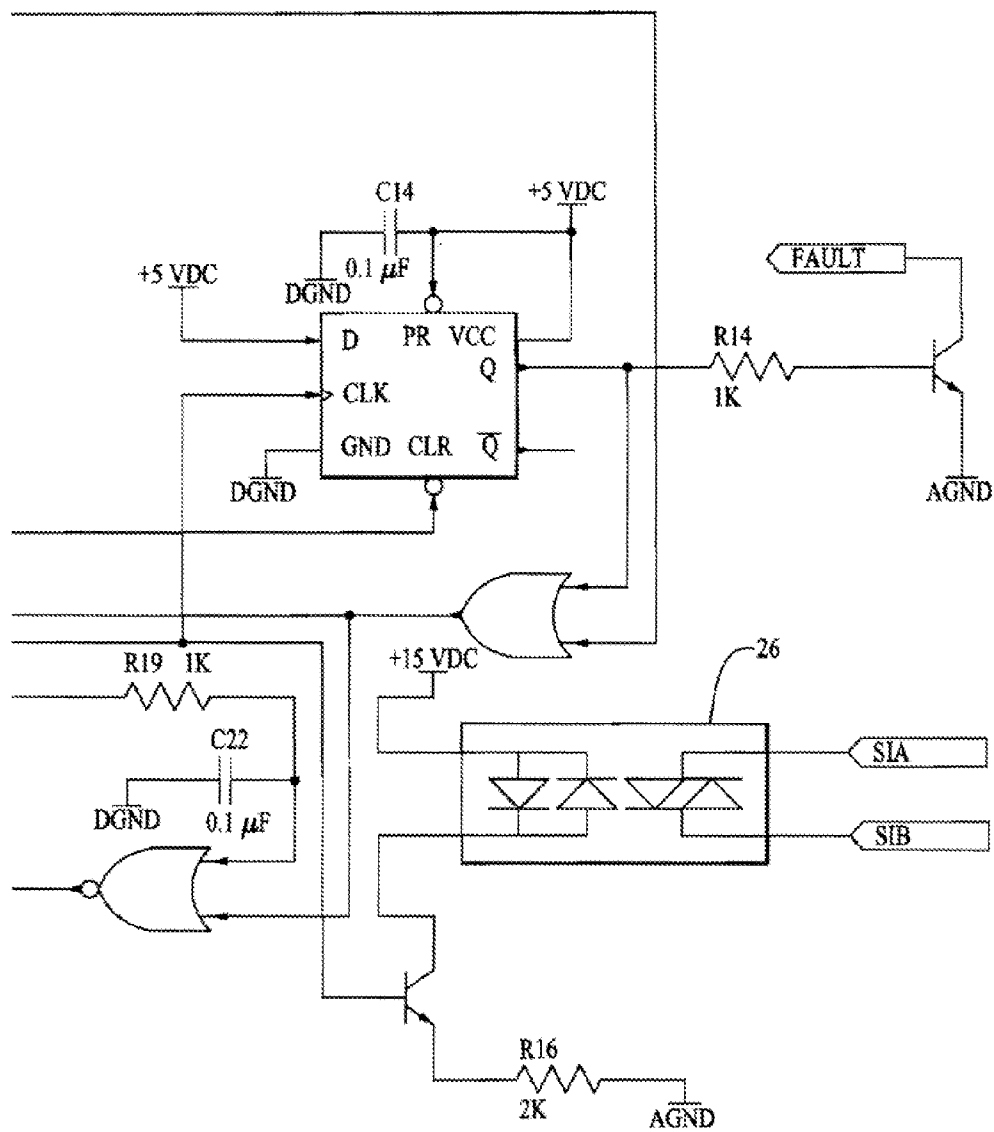 C14
+5 VDC
+5 VDC
0.1 μF
DGND
FAULT
D PR VCC
Q
R14
1K
CLK
GND CLR Q̅
DGND
AGND
+15 VDC
26
R19 1K
C22
SIA
DGND
0.1 μF
SIB
R16
2K
AGND